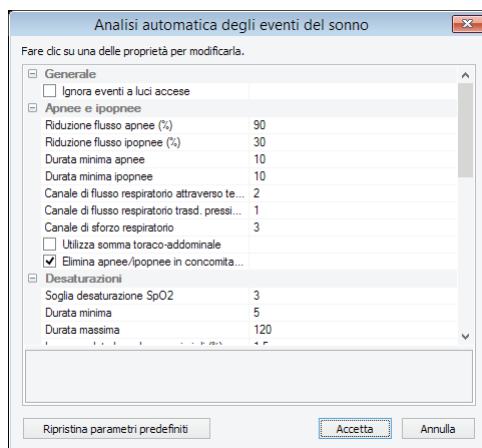 Analisi automatica degli eventi del sonno
Fare clic su una delle proprietà per modificarla.
Generale
Ignora eventi a luci accese
Apnee e ipopnee
Riduzione flusso apnee (%) 90
Riduzione flusso ipopnee (%) 30
Durata minima apnee 10
Durata minima ipopnee 10
Canale di flusso respiratorio attraverso te... 2
Canale di flusso respiratorio trasd. pressi... 1
Canale di sforzo respiratorio 3
Utilizza somma toraco-addominale
Elimina apnee/ipopnee in concomita...
Desaturazioni
Soglia desaturazione SpO2 3
Durata minima 5
Durata massima 120
Ripristina parametri predefiniti
Accetta
Annulla